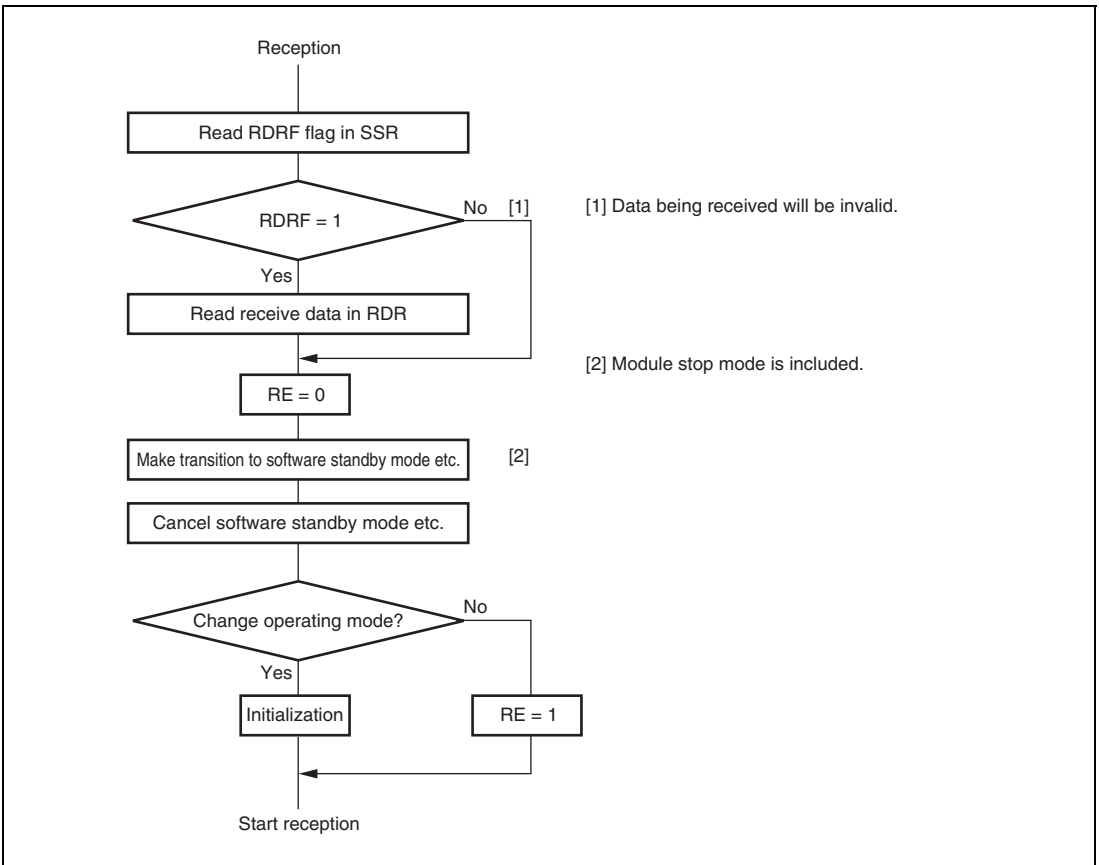 Reception
Read RDRF flag in SSR
RDRF = 1
No [1]
[1] Data being received will be invalid.
Yes
Read receive data in RDR
[2] Module stop mode is included.
RE = 0
Make transition to software standby mode etc.
[2]
Cancel software standby mode etc.
Change operating mode?
No
Yes
Initialization
RE = 1
Start reception